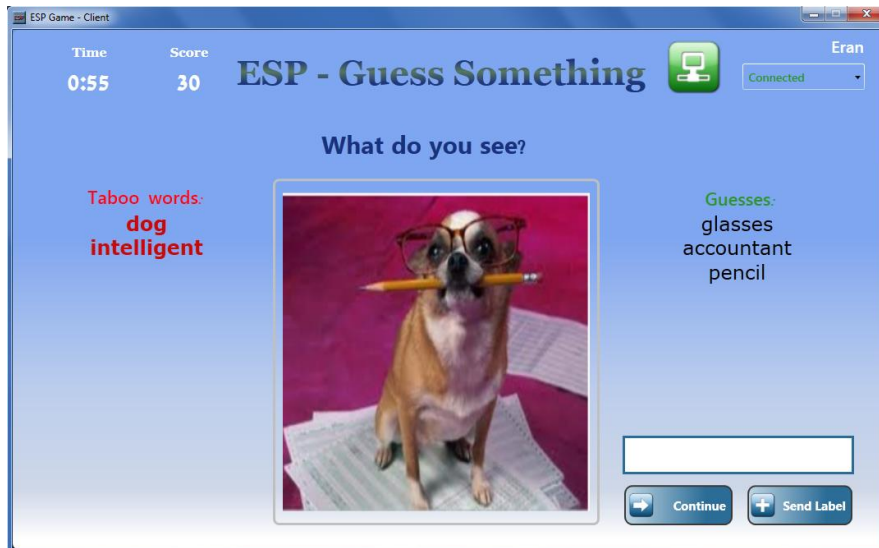 ESP Game - Client
Time
Score
0:55
30
ESP - Guess Something
Eran
Connected
What do you see?
Taboo words:
dog
intelligent
Guesses:
glasses
accountant
pencil
Continue
Send Label